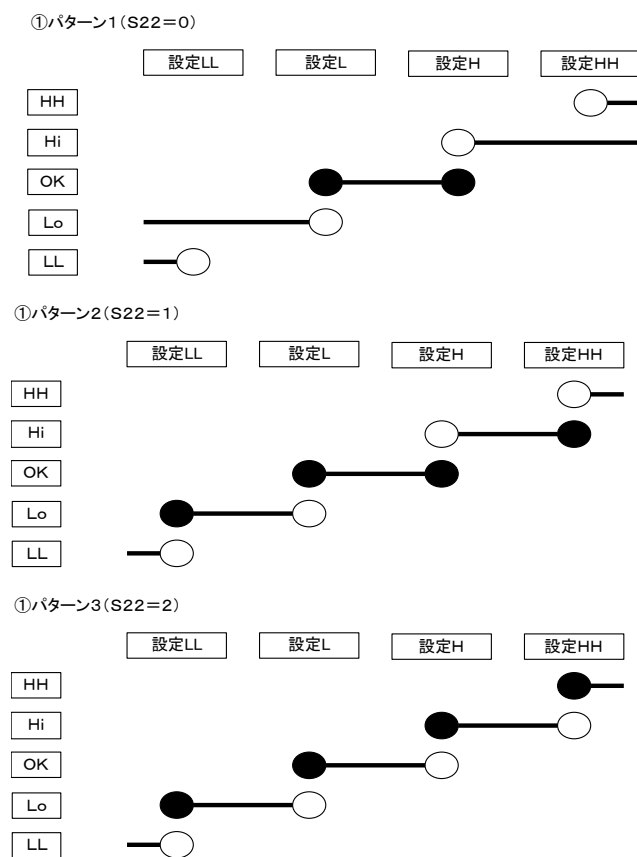 ①パターン1(S22=0)
設定LL 設定L 設定H 設定HH
HH
Hi
OK
Lo
LL
①パターン2(S22=1)
設定LL 設定L 設定H 設定HH
HH
Hi
OK
Lo
LL
①パターン3(S22=2)
設定LL 設定L 設定H 設定HH
HH
Hi
OK
Lo
LL